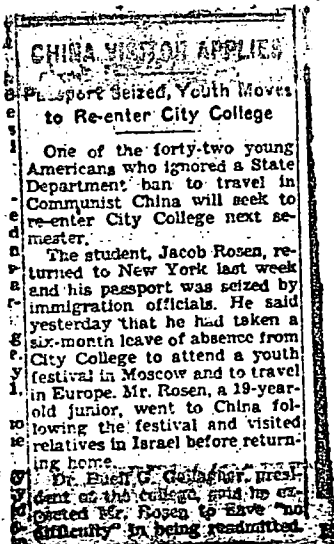 CHINA VISITOR APPLIES
Passport Seized, Youth Moves
to Re-enter City College
One of the forty-two young
Americans who ignored a State
Department ban to travel in
Communist China will seek to
re-enter City College next se-
mester.
The student, Jacob Rosen, re-
turned to New York last week
and his passport was seized by
immigration officials. He said
yesterday that he had taken a
six-month leave of absence from
City College to attend a youth
festival in Moscow and to travel
in Europe. Mr. Rosen, a 19-year-
old junior, went to China fol-
lowing the festival and visited
relatives in Israel before return-
ing home.
Dr. Buell G. Gallagher, presi-
dent of the college, said he ex-
pected Mr. Rosen to have "no
difficulty" in being readmitted.